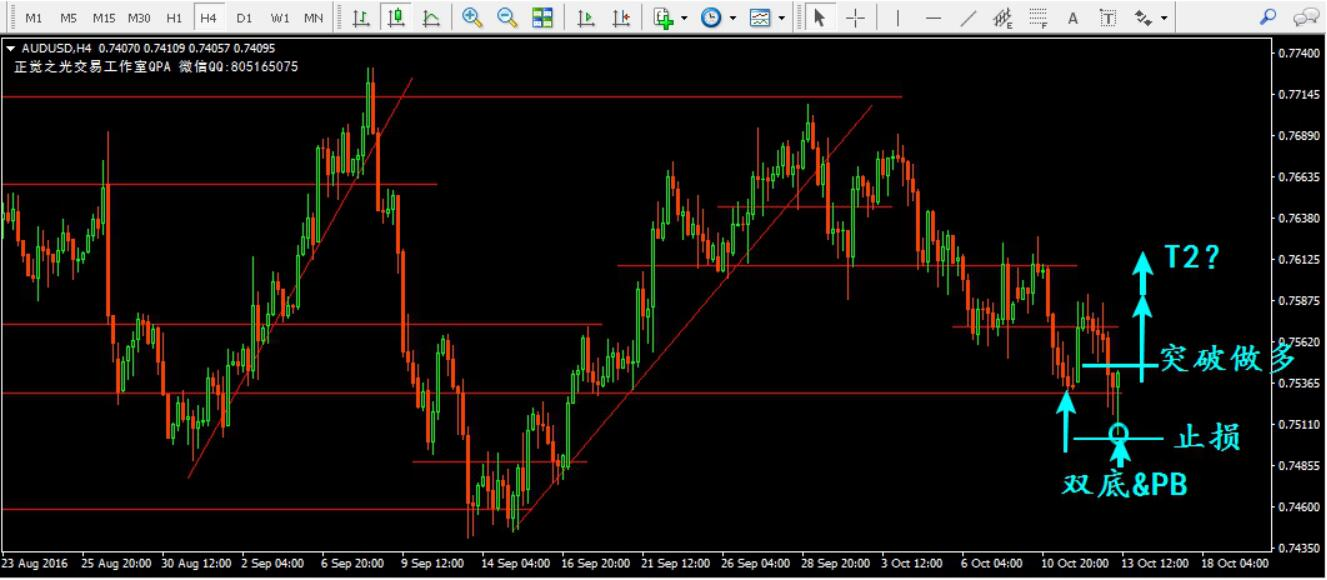 M1 M5 M15 M30 H1 H4 D1 W1 MN
E F A T
AUDUSD,H4 0.74070 0.74109 0.74057 0.74095
正觉之光交易工作室QPA 微信QQ:805165075
0.77400
0.77145
0.76890
0.76635
0.76380
0.76125
0.75875
0.75620
0.75365
0.75110
0.74855
0.74600
0.74350
T2?
突破做多
止损
双底&PB
23 Aug 2016 25 Aug 20:00 30 Aug 12:00 2 Sep 04:00 6 Sep 20:00 9 Sep 12:00 14 Sep 04:00 16 Sep 20:00 21 Sep 12:00 26 Sep 04:00 28 Sep 20:00 3 Oct 12:00 6 Oct 04:00 10 Oct 20:00 13 Oct 12:00 18 Oct 04:00